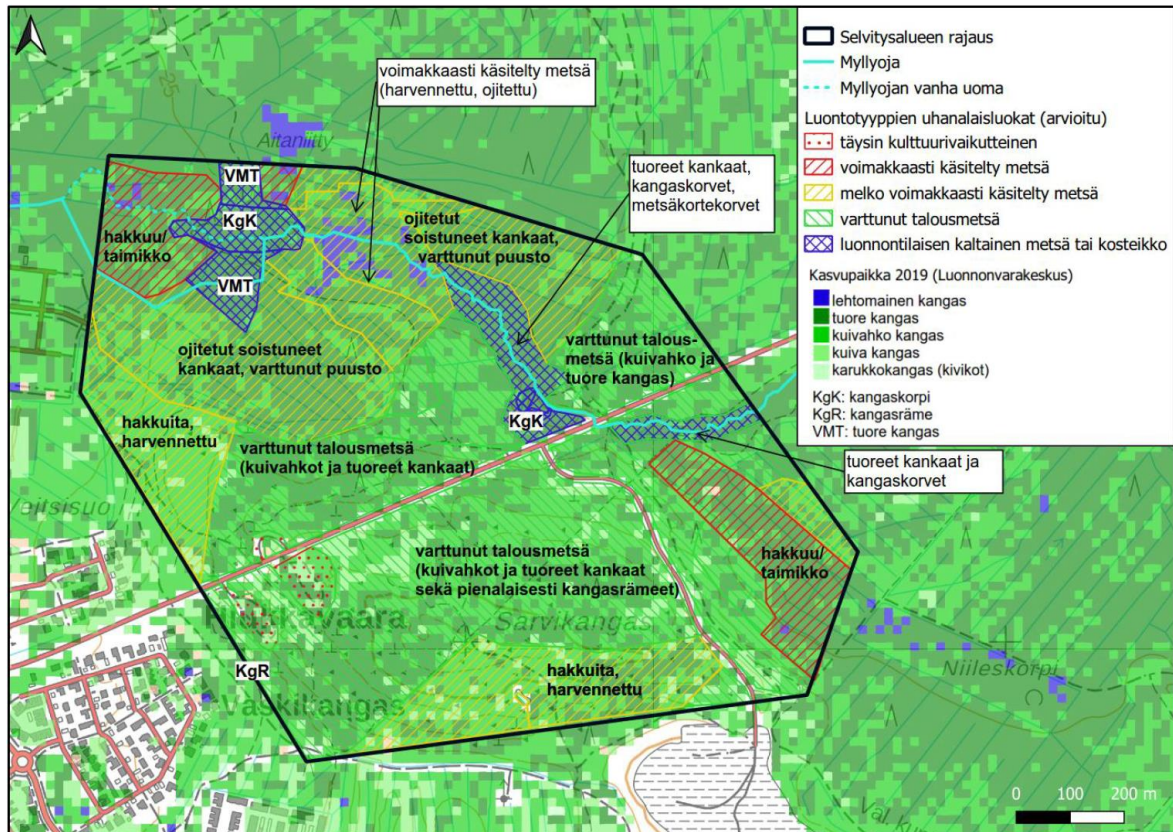 25
Aitaniitty
voimakkaasti käsitelty metsä
(harvennettu, ojitettu)
tuoreet kankaat,
kangaskorvet,
metsäkortekorvet
VMT
KgK
hakkuu/
taimikko
VMT
ojitetut
soistuneet kankaat,
varttunut puusto
ojitetut soistuneet
kankaat, varttunut puusto
varttunut talous-
metsä (kuivahko ja
tuore kangas)
KgK
hakkuita,
harvennettu
varttunut talousmetsä
(kuivahkot ja tuoreet kankaat)
tuoreet kankaat ja
kangaskorvet
varttunut talousmetsä
(kuivahkot ja tuoreet kankaat
sekä pienalaisesti kangasrämeet)
hakkuu/
taimikko
Sarvikangas
KgR
Vaskikangas
hakkuita,
harvennettu
Niileskorpi
Selvitysalueen rajaus
Myllyoja
Myllyojan vanha uoma
Luontotyyppien uhanalaisluokat (arvioitu)
täysin kulttuurivaikutteinen
voimakkaasti käsitelty metsä
melko voimakkaasti käsitelty metsä
varttunut talousmetsä
luonnontilaisen kaltainen metsä tai kosteikko
Kasvupaikka 2019 (Luonnonvarakeskus)
lehtomainen kangas
tuore kangas
kuivahko kangas
kuiva kangas
karukkokangas (kivikot)
KgK: kangaskorpi
KgR: kangasräme
VMT: tuore kangas
0 100 200 m